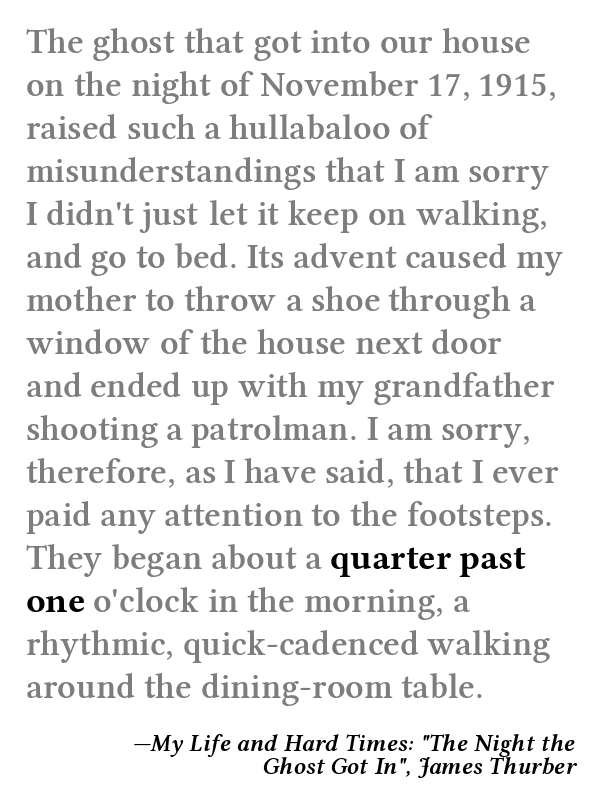 The ghost that got into our house
on the night of November 17, 1915,
raised such a hullabaloo of
misunderstandings that I am sorry
I didn't just let it keep on walking,
and go to bed. Its advent caused my
mother to throw a shoe through a
window of the house next door
and ended up with my grandfather
shooting a patrolman. I am sorry,
therefore, as I have said, that I ever
paid any attention to the footsteps.
They began about a quarter past
one o'clock in the morning, a
rhythmic, quick-cadenced walking
around the dining-room table.
—My Life and Hard Times: "The Night the
Ghost Got In", James Thurber